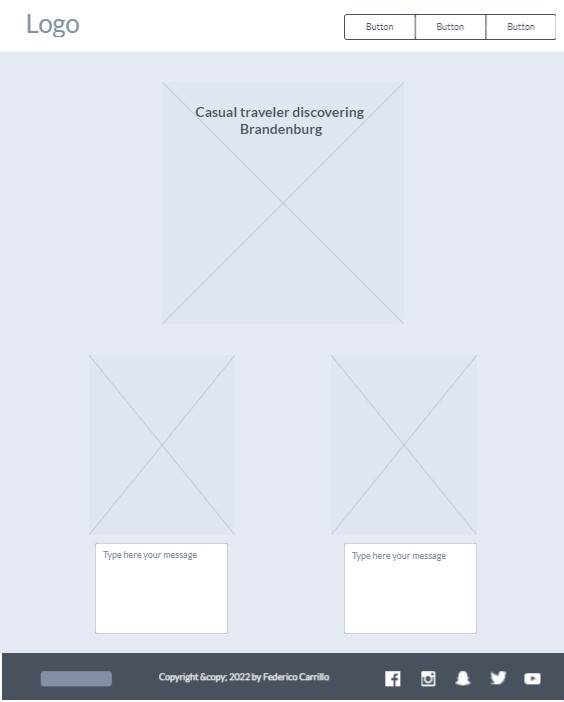 Logo
Button Button Button
Casual traveler discovering
Brandenburg
Type here your message
Type here your message
Copyright &copy; 2022 by Federico Carrillo